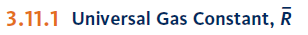 3.11.1 Universal Gas Constant, R̅